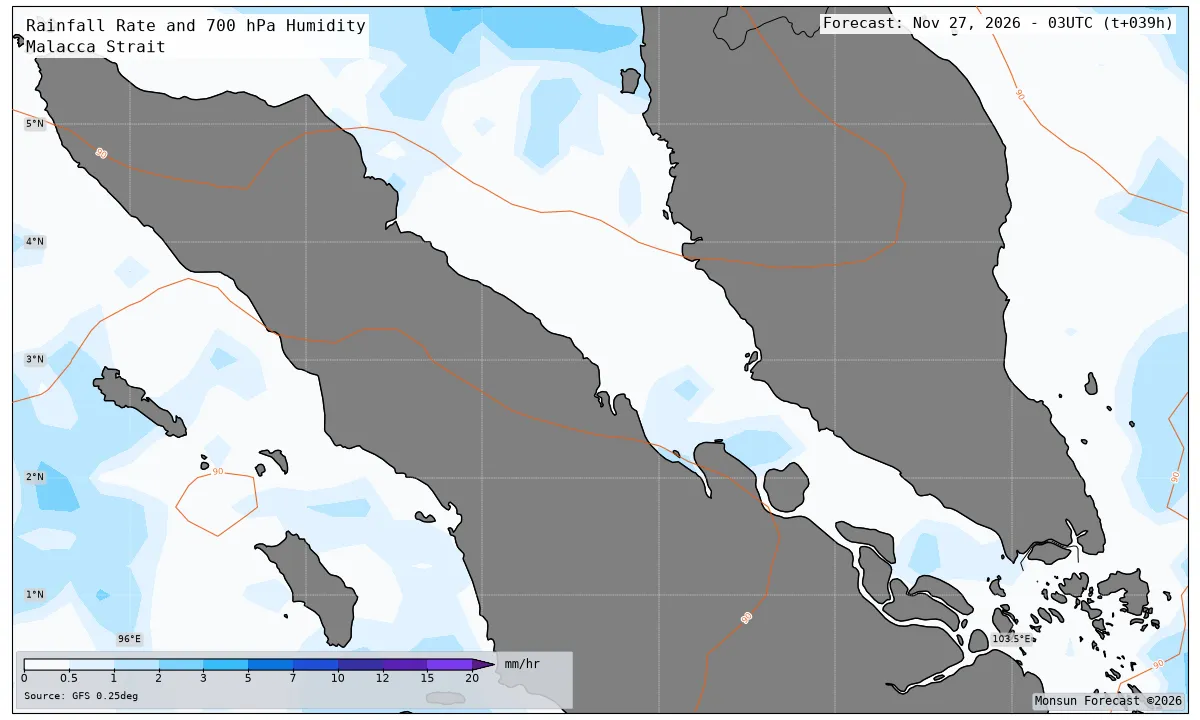 Rainfall Rate and 700 hPa Humidity
Malacca Strait
Forecast: Nov 27, 2026 - 03UTC (t+039h)
90
5°N
90
4°N
3°N
90
90
2°N
1°N
90
96°E
103.5°E
90
mm/hr
0 0.5 1 2 3 5 7 10 12 15 20
Source: GFS 0.25deg
Monsun Forecast ©2026